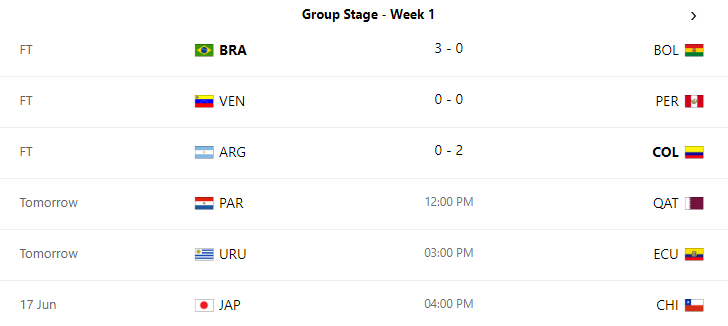 Group Stage - Week 1 ›
FT BRA 3 - 0 BOL
FT VEN 0 - 0 PER
FT ARG 0 - 2 COL
Tomorrow PAR 12:00 PM QAT
Tomorrow URU 03:00 PM ECU
17 Jun JAP 04:00 PM CHI